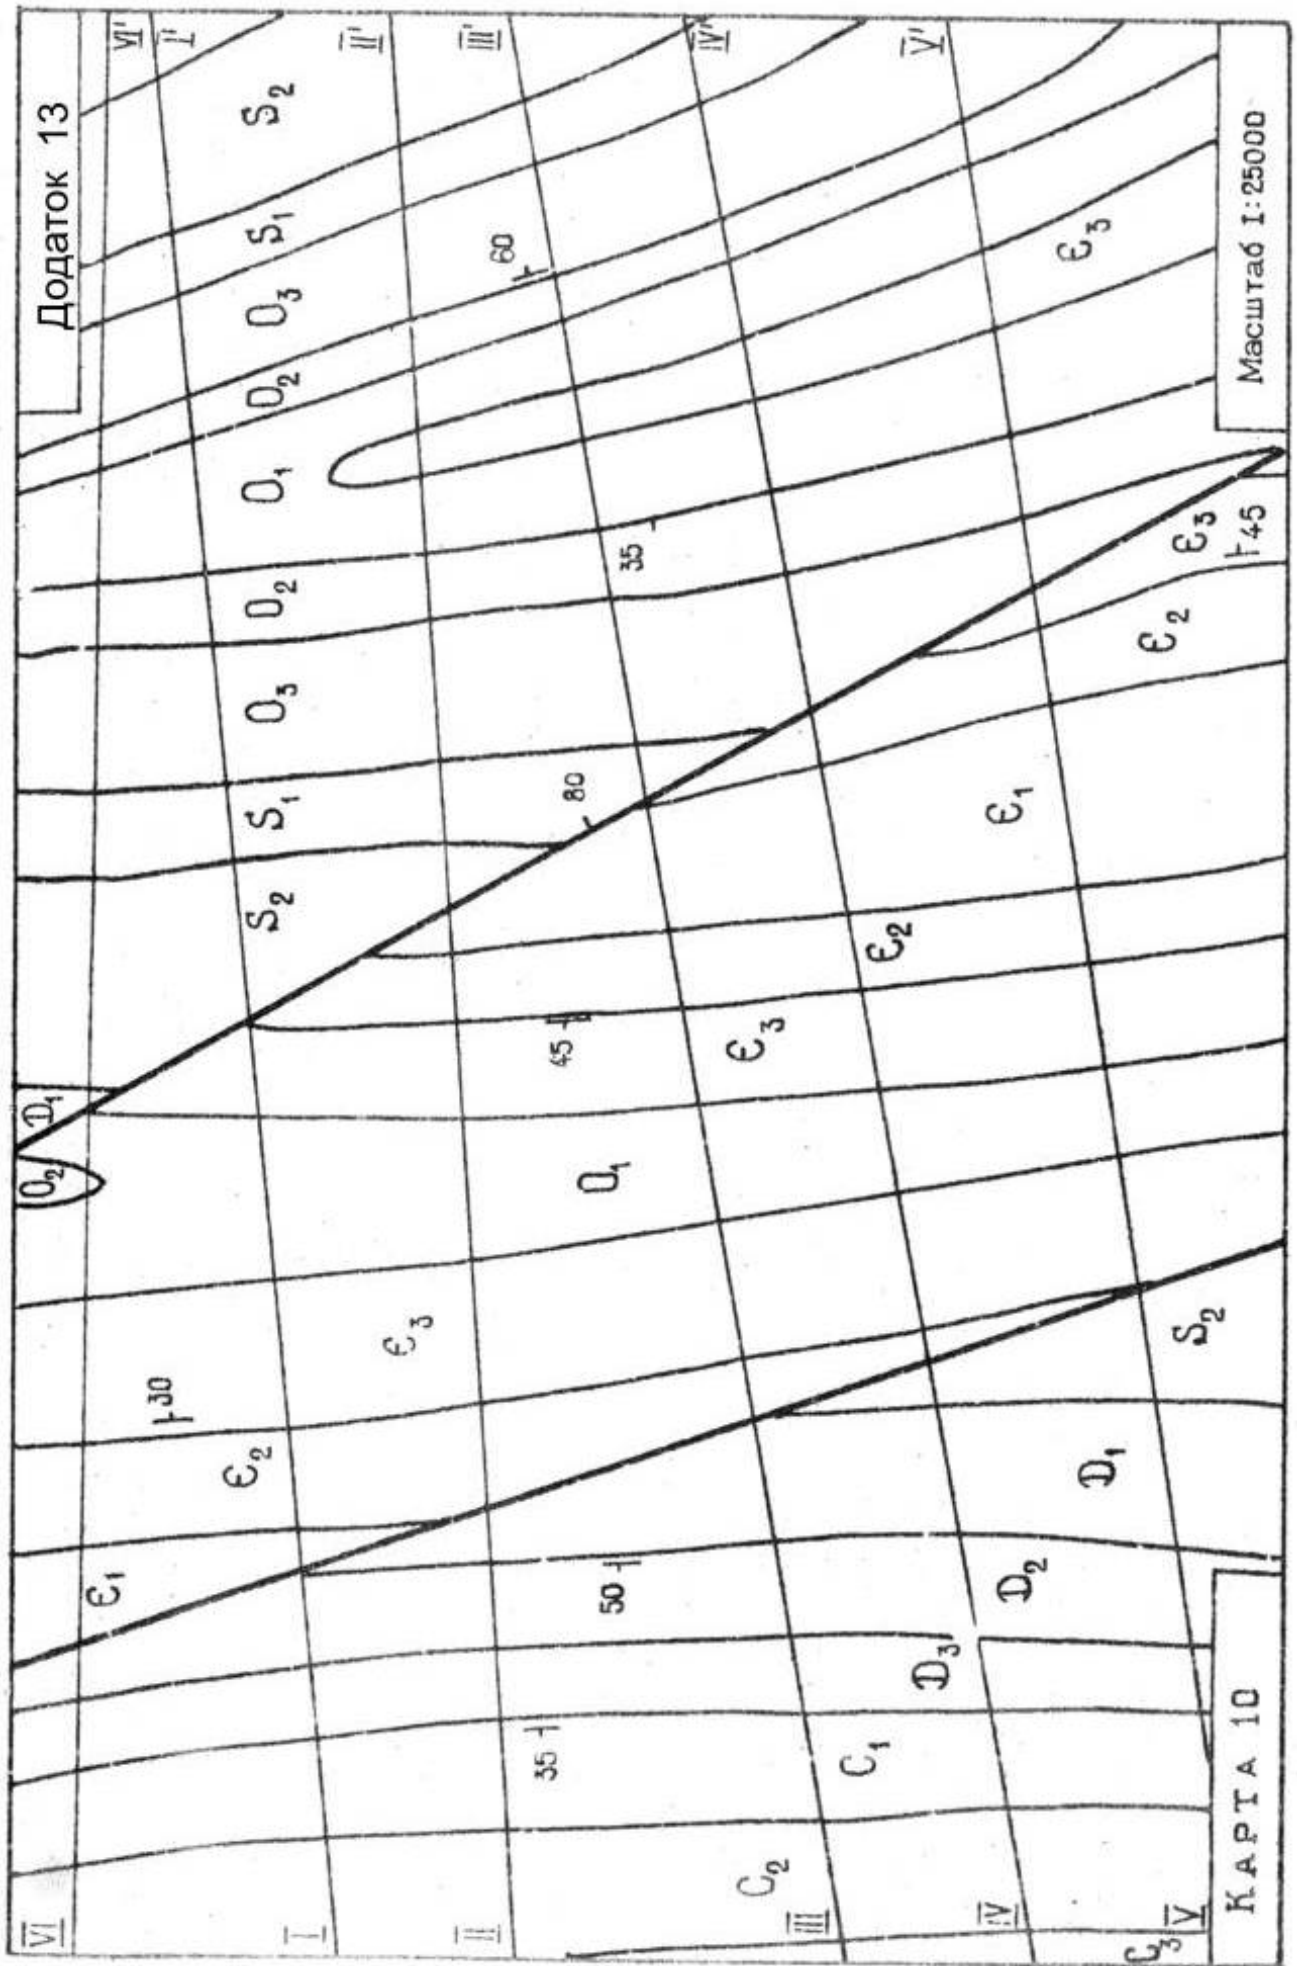 Додаток 13
VI'
I'
II'
III'
IV'
V'
S₂
S₁
O₃
60
Є₃
Масштаб I:25000
O₂
O₁
35
O₂
Є₃
45
Є₂
O₃
S₁
80
Є₁
S₂
Є₂
45
Є₃
D₁
O₂
O₁
Є₃
S₂
30
Є₂
D₁
Є₁
50
D₂
D₃
35
C₁
C₂
VI
I
II
III
IV
V
C₃
КАРТА 10